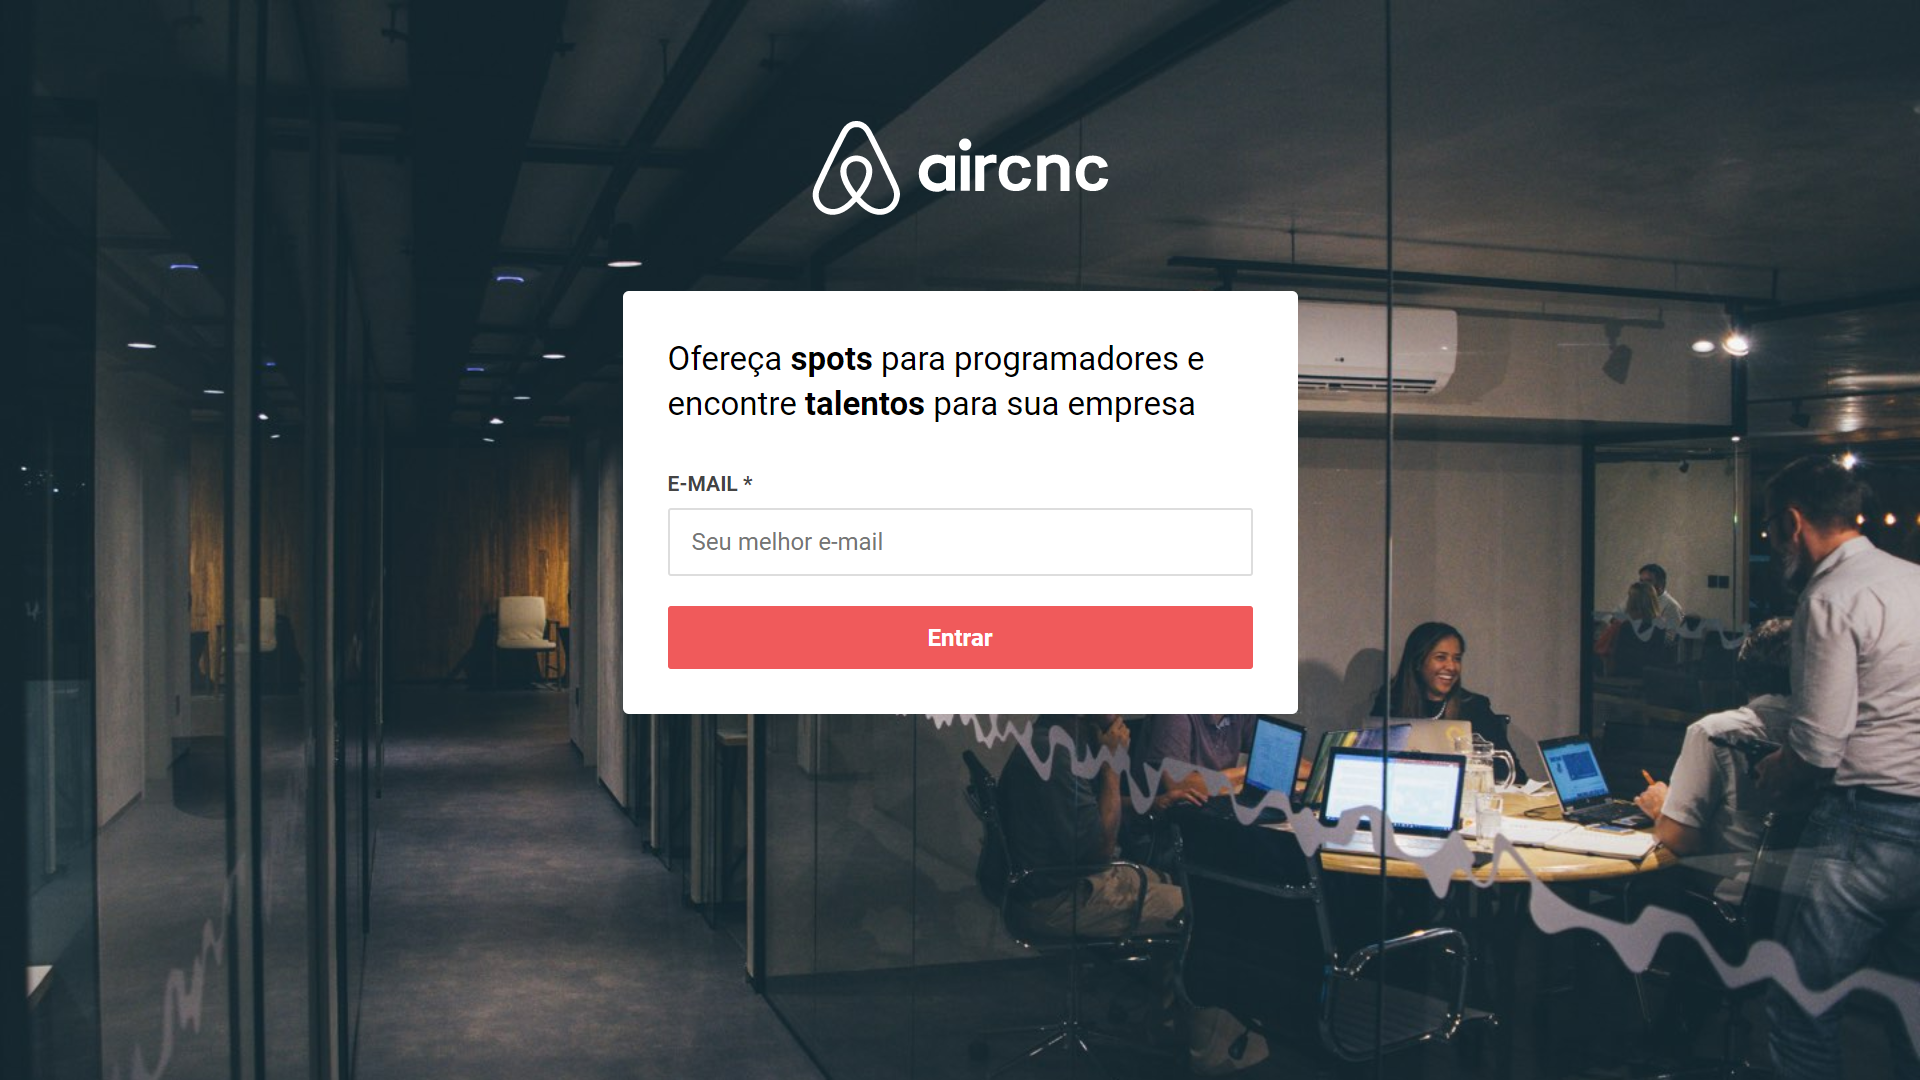 aircnc
Ofereça spots para programadores e
encontre talentos para sua empresa
E-MAIL *
Seu melhor e-mail
Entrar